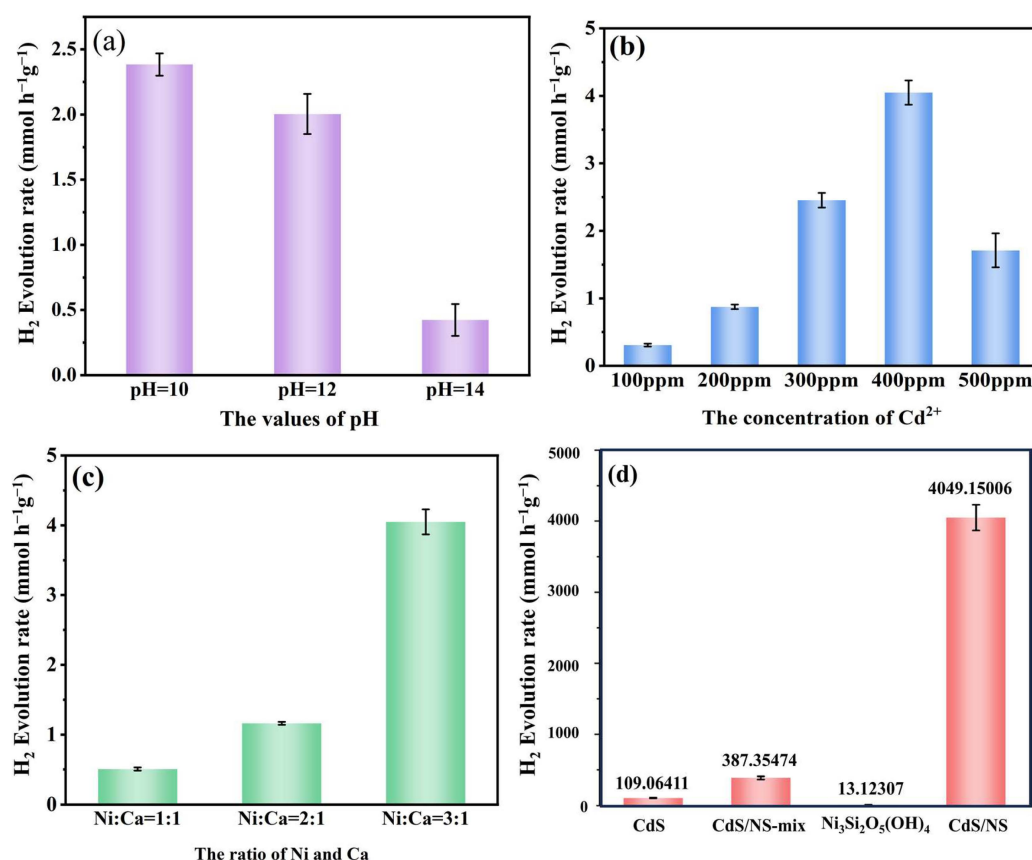 (a)
H₂ Evolution rate (mmol h⁻¹g⁻¹)
2.5
2.0
1.5
1.0
0.5
0.0
pH=10 pH=12 pH=14
The values of pH
(b)
H₂ Evolution rate (mmol h⁻¹g⁻¹)
5
4
3
2
1
0
100ppm 200ppm 300ppm 400ppm 500ppm
The concentration of Cd²⁺
(c)
H₂ Evolution rate (mmol h⁻¹g⁻¹)
5
4
3
2
1
0
Ni:Ca=1:1 Ni:Ca=2:1 Ni:Ca=3:1
The ratio of Ni and Ca
(d)
H₂ Evolution rate (mmol h⁻¹g⁻¹)
5000
4000
3000
2000
1000
0
109.06411
387.35474
13.12307
4049.15006
CdS CdS/NS-mix Ni₃Si₂O₅(OH)₄ CdS/NS